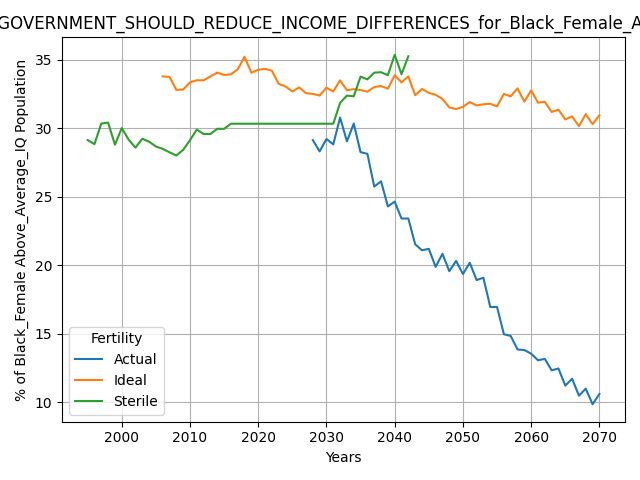 GOVERNMENT_SHOULD_REDUCE_INCOME_DIFFERENCES_for_Black_Female_A
% of Black_Female Above_Average_IQ Population
35
30
25
20
15
10
Fertility
Actual
Ideal
Sterile
2000 2010 2020 2030 2040 2050 2060 2070
Years